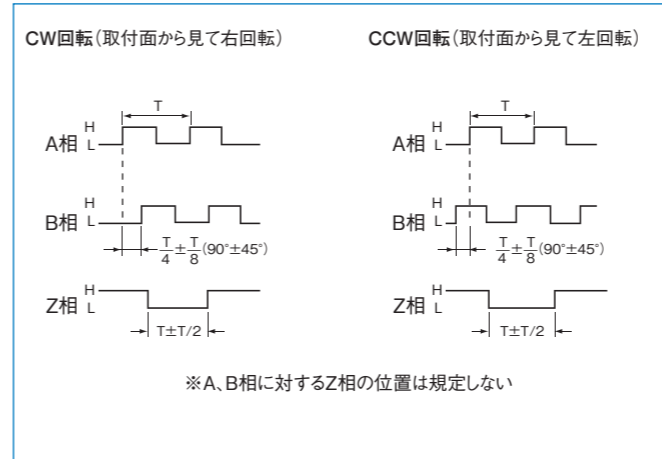 CW回転(取付面から見て右回転)
T
A相 H L
B相 H L
T/4±T/8(90°±45°)
Z相 H L
T±T/2
CCW回転(取付面から見て左回転)
T
A相 H L
B相 H L
T/4±T/8(90°±45°)
Z相 H L
T±T/2
※A、B相に対するZ相の位置は規定しない